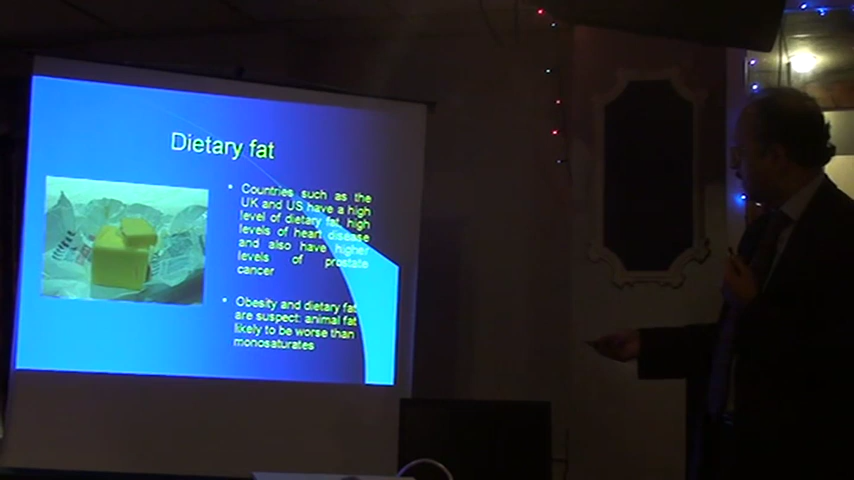 Dietary fat
Countries such as the
UK and US have a high
level of dietary fat, high
levels of heart disease
and also have higher
levels of prostate
cancer
Obesity and dietary fat
are suspect: animal fat
likely to be worse than
monosaturates